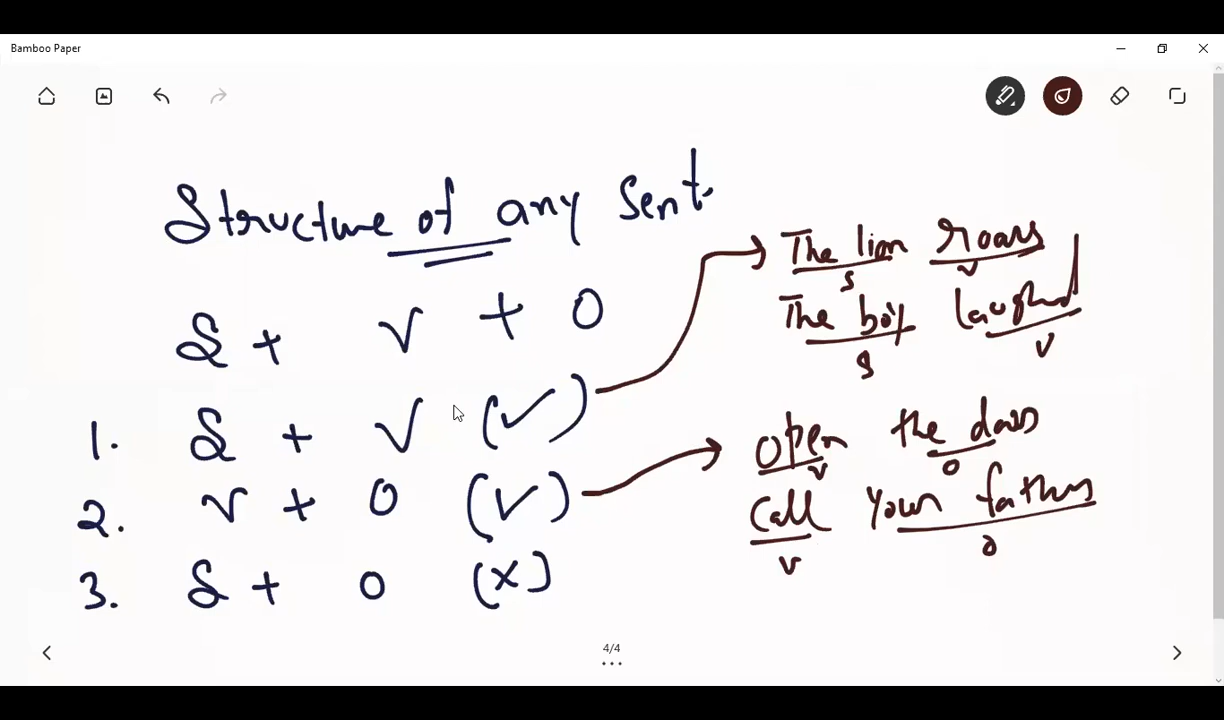 Bamboo Paper
Structure of any Sent.
S + V + O
1. S + V (✓)
2. V + O (✓)
3. S + O (x)
The lion roars
S V
The boy laughed
S V
Open the door
V O
Call your father
V O
4/4